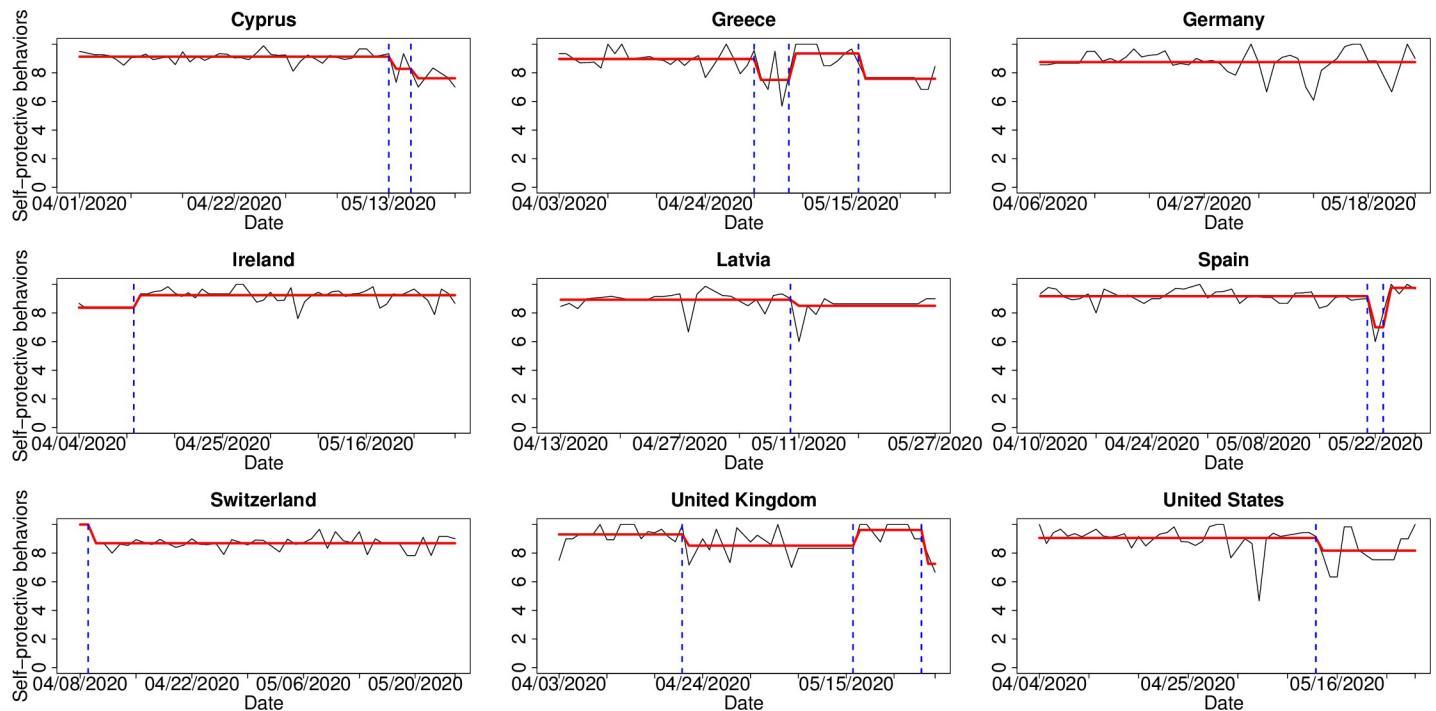 Cyprus
Greece
Germany
Self-protective behaviors
0 2 4 6 8
0 2 4 6 8
0 2 4 6 8
04/01/2020 04/22/2020 05/13/2020
04/03/2020 04/24/2020 05/15/2020
04/06/2020 04/27/2020 05/18/2020
Date
Date
Date
Ireland
Latvia
Spain
Self-protective behaviors
0 2 4 6 8
0 2 4 6 8
0 2 4 6 8
04/04/2020 04/25/2020 05/16/2020
04/13/2020 04/27/2020 05/11/2020 05/27/2020
04/10/2020 04/24/2020 05/08/2020 05/22/2020
Date
Date
Date
Switzerland
United Kingdom
United States
Self-protective behaviors
0 2 4 6 8
0 2 4 6 8
0 2 4 6 8
04/08/2020 04/22/2020 05/06/2020 05/20/2020
04/03/2020 04/24/2020 05/15/2020
04/04/2020 04/25/2020 05/16/2020
Date
Date
Date